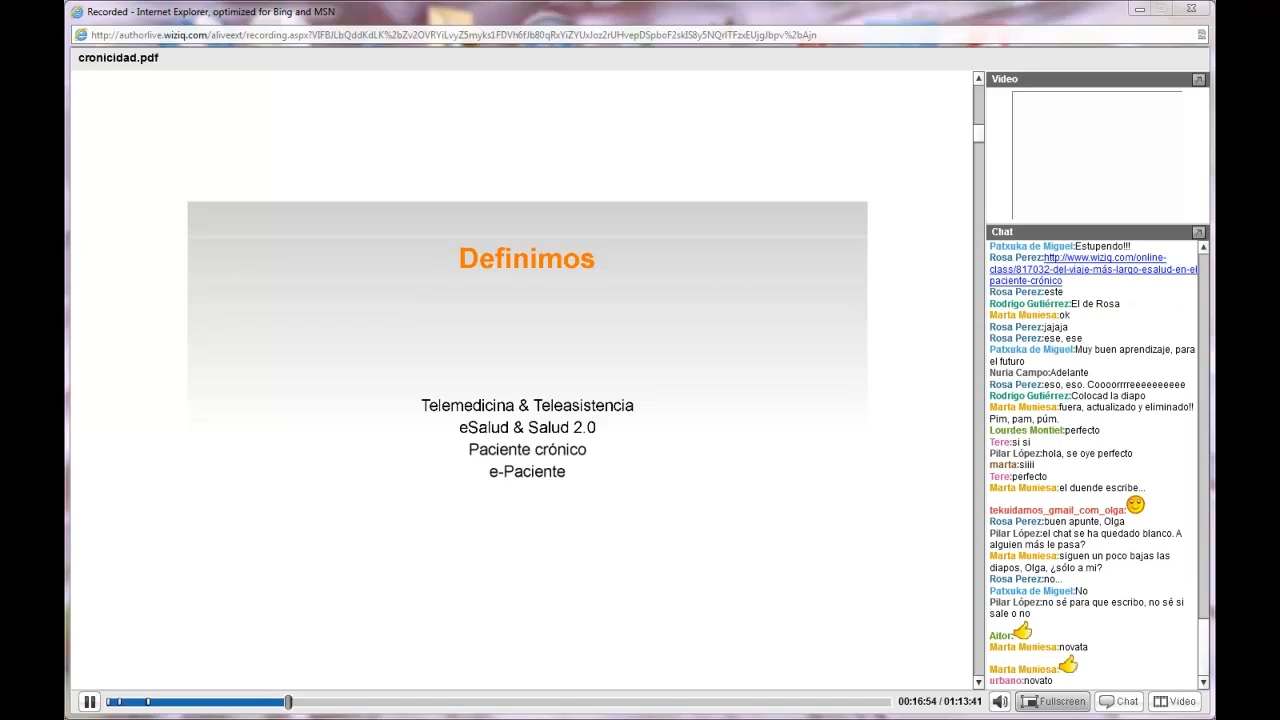 Recorded - Internet Explorer, optimized for Bing and MSN
http://authorlive.wiziq.com/aliveext/recording.aspx?
cronicidad.pdf
Definimos
Telemedicina & Teleasistencia
eSalud & Salud 2.0
Paciente crónico
e-Paciente
Video
Chat
Patxuka de Miguel:Estupendo!!!
Rosa Perez:http://www.wiziq.com/online-
class/817032-del-viaje-más-largo-esalud-en-el
paciente-crónico
Rosa Perez:este
Rodrigo Gutiérrez:El de Rosa
Marta Muniesa:ok
Rosa Perez:jajaja
Rosa Perez:ese, ese
Patxuka de Miguel:Muy buen aprendizaje, para
el futuro
Nuria Campo:Adelante
Rosa Perez:eso, eso. Coooorrreeeeeeeeee
Rodrigo Gutiérrez:Colocad la diapo
Marta Muniesa:fuera, actualizado y eliminado!!
Pim, pam, púm.
Lourdes Montiel:perfecto
Tere:si si
Pilar López:hola, se oye perfecto
marta:siiii
Tere:perfecto
Marta Muniesa:el duende escribe...
tekuidamos_gmail_com_olga:
Rosa Perez:buen apunte, Olga
Pilar López:el chat se ha quedado blanco. A
alguien más le pasa?
Marta Muniesa:siguen un poco bajas las
diapos, Olga, ¿sólo a mi?
Rosa Perez:no...
Patxuka de Miguel:No
Pilar López:no sé para que escribo, no sé si
sale o no
Aitor:
Marta Muniesa:novata
Marta Muniesa:
urbano:novato
00:16:54 / 01:13:41
Fullscreen
Chat
Video